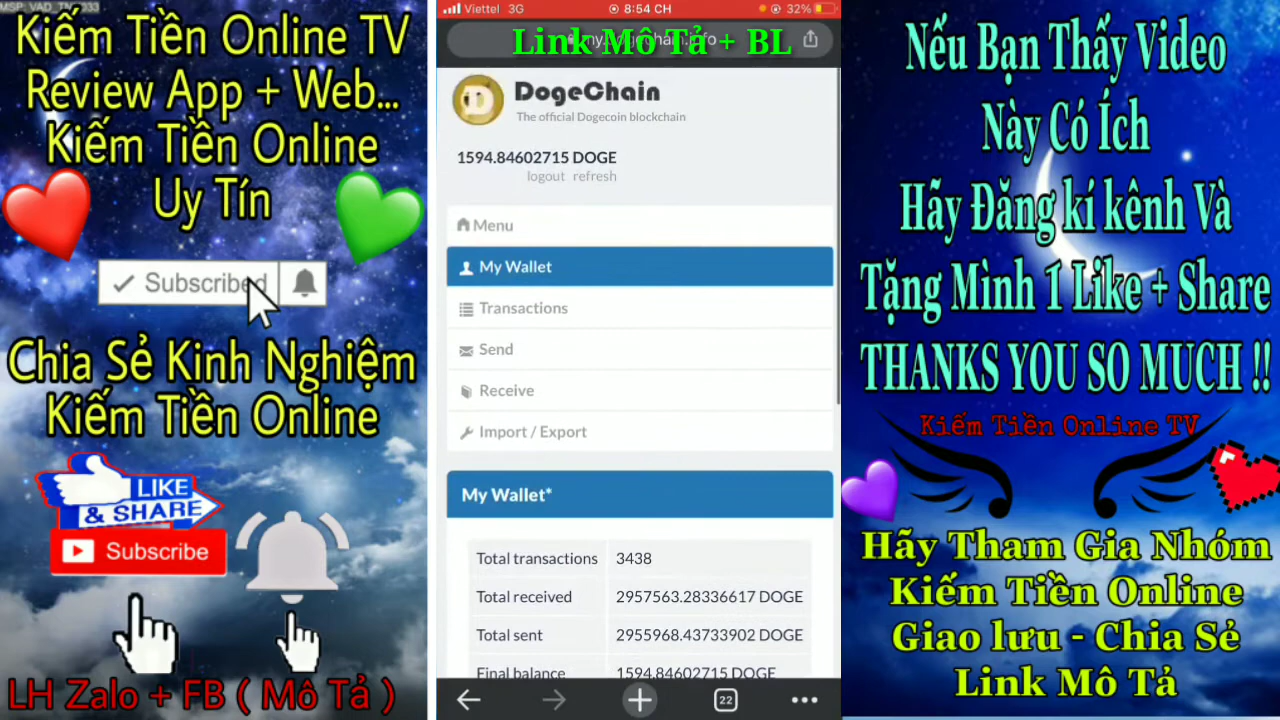 Kiếm Tiền Online TV
Review App + Web...
Kiếm Tiền Online
Uy Tín
Subscribed
Chia Sẻ Kinh Nghiệm
Kiếm Tiền Online
LIKE
& SHARE
Subscribe
LH Zalo + FB ( Mô Tả )
Viettel 3G 8:54 CH 32%
Link Mô Tả + BL
DogeChain
The official Dogecoin blockchain
1594.84602715 DOGE
logout refresh
Menu
My Wallet
Transactions
Send
Receive
Import / Export
My Wallet*
Total transactions 3438
Total received 2957563.28336617 DOGE
Total sent 2955968.43733902 DOGE
Final balance 1594.84602715 DOGE
22
Nếu Bạn Thấy Video
Này Có Ích
Hãy Đăng kí kênh Và
Tặng Mình 1 Like + Share
THANKS YOU SO MUCH !!
Kiếm Tiền Online TV
Hãy Tham Gia Nhóm
Kiếm Tiền Online
Giao lưu - Chia Sẻ
Link Mô Tả